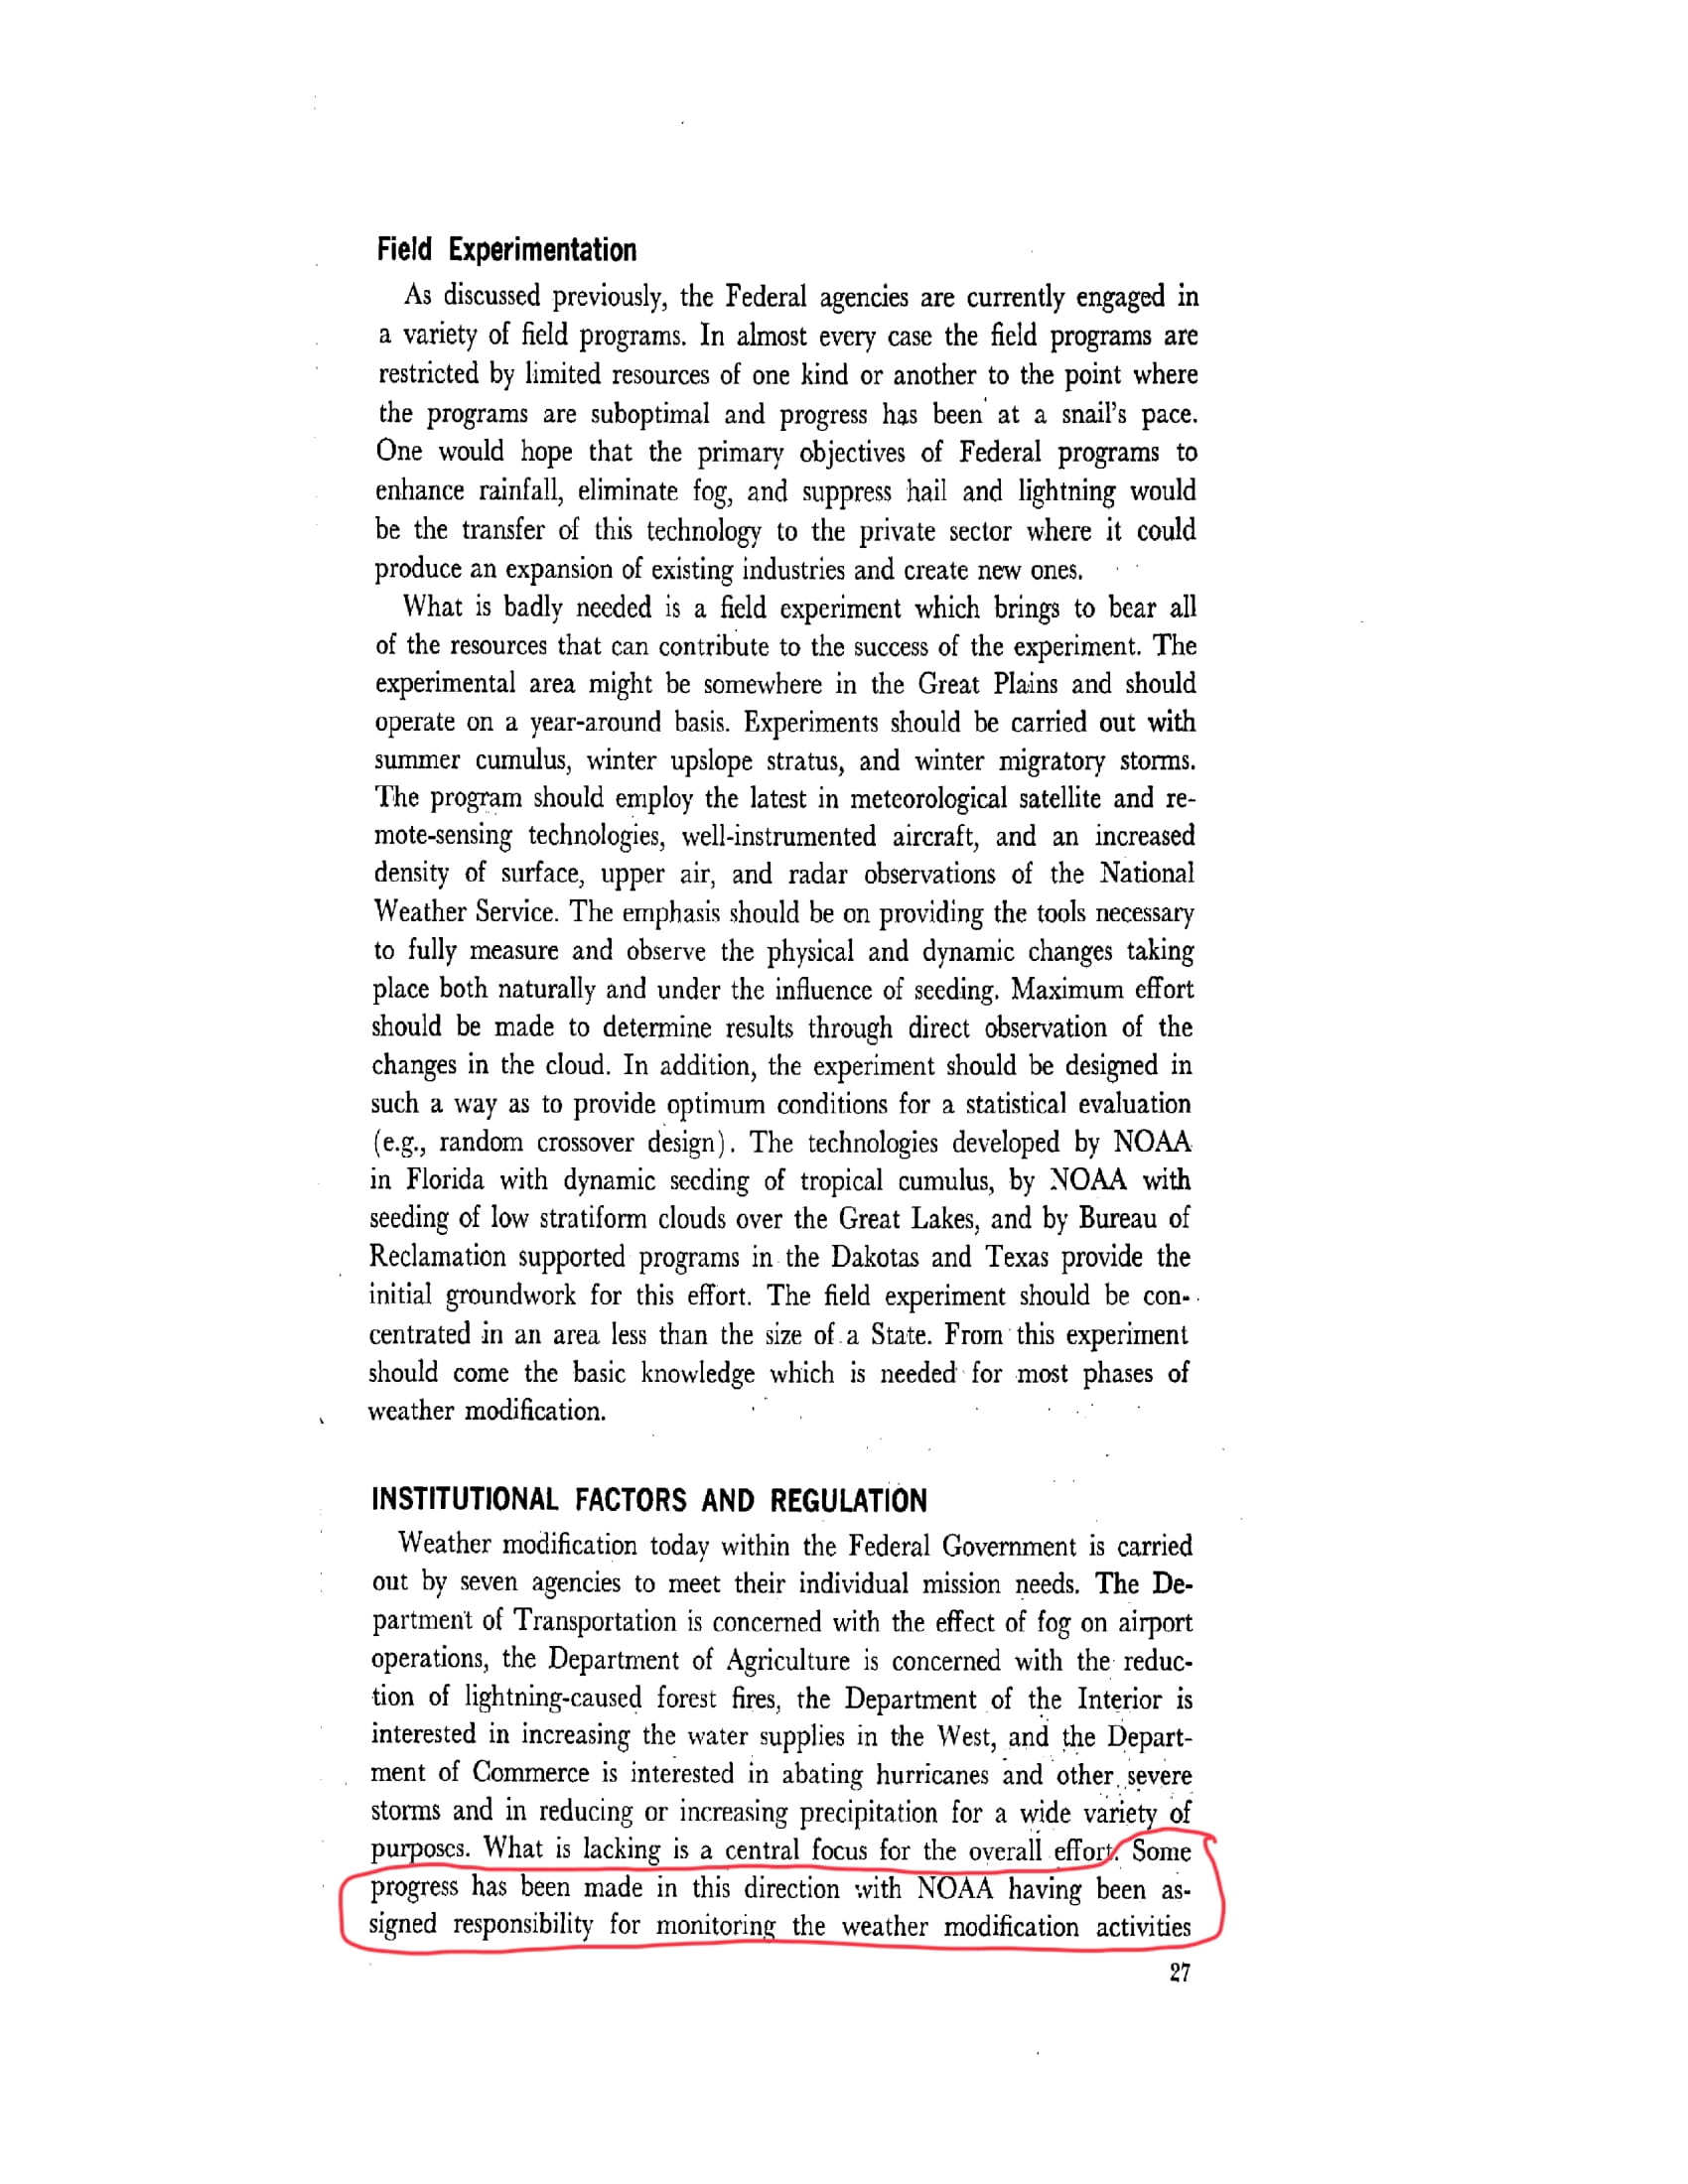 Field Experimentation
As discussed previously, the Federal agencies are currently engaged in
a variety of field programs. In almost every case the field programs are
restricted by limited resources of one kind or another to the point where
the programs are suboptimal and progress has been at a snail's pace.
One would hope that the primary objectives of Federal programs to
enhance rainfall, eliminate fog, and suppress hail and lightning would
be the transfer of this technology to the private sector where it could
produce an expansion of existing industries and create new ones.
What is badly needed is a field experiment which brings to bear all
of the resources that can contribute to the success of the experiment. The
experimental area might be somewhere in the Great Plains and should
operate on a year-around basis. Experiments should be carried out with
summer cumulus, winter upslope stratus, and winter migratory storms.
The program should employ the latest in meteorological satellite and re-
mote-sensing technologies, well-instrumented aircraft, and an increased
density of surface, upper air, and radar observations of the National
Weather Service. The emphasis should be on providing the tools necessary
to fully measure and observe the physical and dynamic changes taking
place both naturally and under the influence of seeding. Maximum effort
should be made to determine results through direct observation of the
changes in the cloud. In addition, the experiment should be designed in
such a way as to provide optimum conditions for a statistical evaluation
(e.g., random crossover design). The technologies developed by NOAA
in Florida with dynamic seeding of tropical cumulus, by NOAA with
seeding of low stratiform clouds over the Great Lakes, and by Bureau of
Reclamation supported programs in the Dakotas and Texas provide the
initial groundwork for this effort. The field experiment should be con-
centrated in an area less than the size of a State. From this experiment
should come the basic knowledge which is needed for most phases of
weather modification.
INSTITUTIONAL FACTORS AND REGULATION
Weather modification today within the Federal Government is carried
out by seven agencies to meet their individual mission needs. The De-
partment of Transportation is concerned with the effect of fog on airport
operations, the Department of Agriculture is concerned with the reduc-
tion of lightning-caused forest fires, the Department of the Interior is
interested in increasing the water supplies in the West, and the Depart-
ment of Commerce is interested in abating hurricanes and other severe
storms and in reducing or increasing precipitation for a wide variety of
purposes. What is lacking is a central focus for the overall effort. Some
progress has been made in this direction with NOAA having been as-
signed responsibility for monitoring the weather modification activities
27